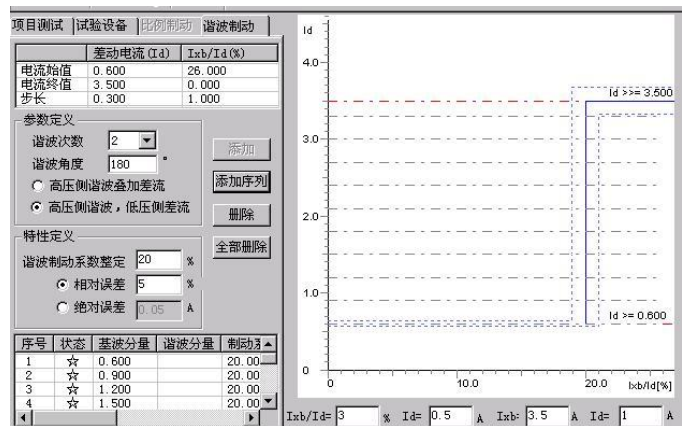 项目测试 试验设备 比例制动 谐波制动
差动电流(Id) Ixb/Id(%)
电流始值 0.600 26.000
电流终值 3.500 0.000
步长 0.300 1.000
参数定义
谐波次数 2
谐波角度 180 °
高压侧谐波叠加差流
高压侧谐波，低压侧差流
添加
添加序列
删除
全部删除
特性定义
谐波制动系数整定 20 %
相对误差 5 %
绝对误差 0.05 A
序号 状态 基波分量 谐波分量 制动系
1 ☆ 0.600 20.00
2 ☆ 0.900 20.00
3 ☆ 1.200 20.00
4 ☆ 1.500 20.00
Id
4.0
Id >>= 3.500
3.0
2.0
1.0
Id >= 0.600
0
0 10.0 20.0 Ixb/Id[%]
Ixb/Id= 3 % Id= 0.5 A Ixb= 3.5 A Id= 1 A